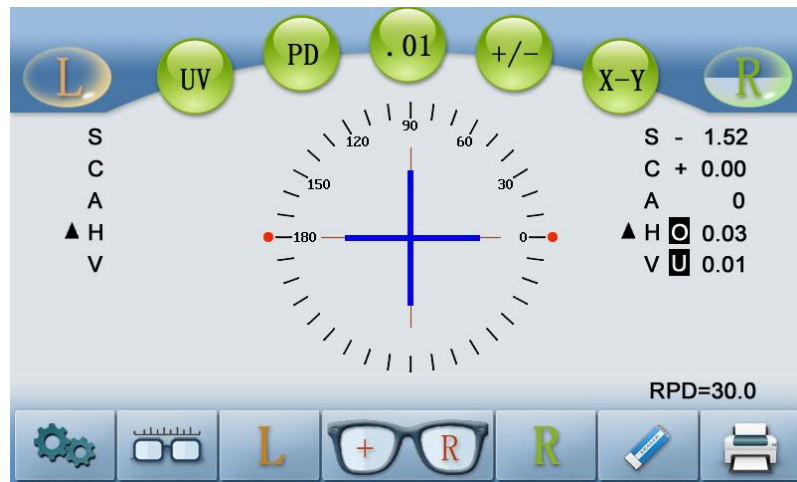 L UV PD .01 +/- X-Y R
90
120 60
150 30
180 0
S
C
A
▲ H
V
S - 1.52
C + 0.00
A 0
▲ H O 0.03
V U 0.01
RPD=30.0
L + R R